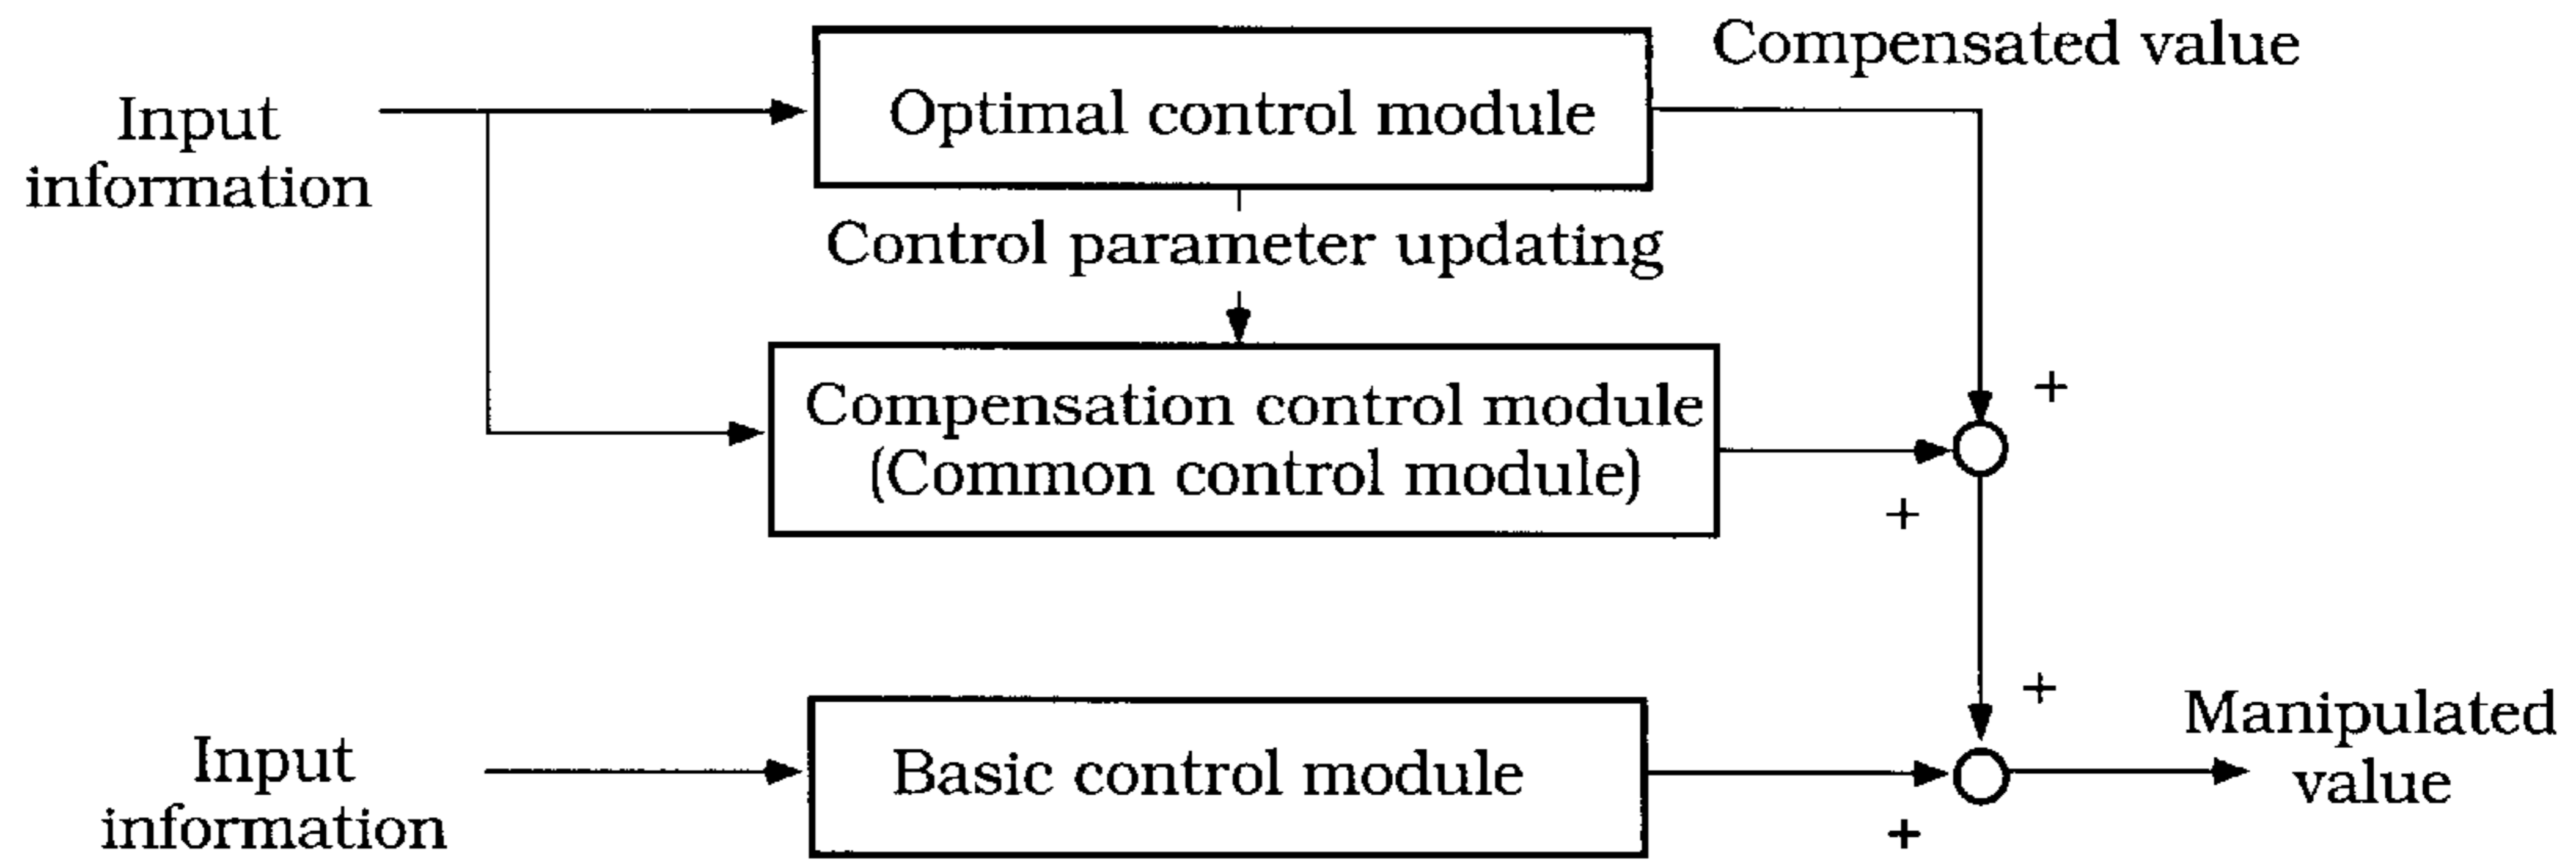 Compensated value
Input
information
Optimal control module
Control parameter updating
Compensation control module
(Common control module)
+
+
+
Input
information
Basic control module
Manipulated
value
+